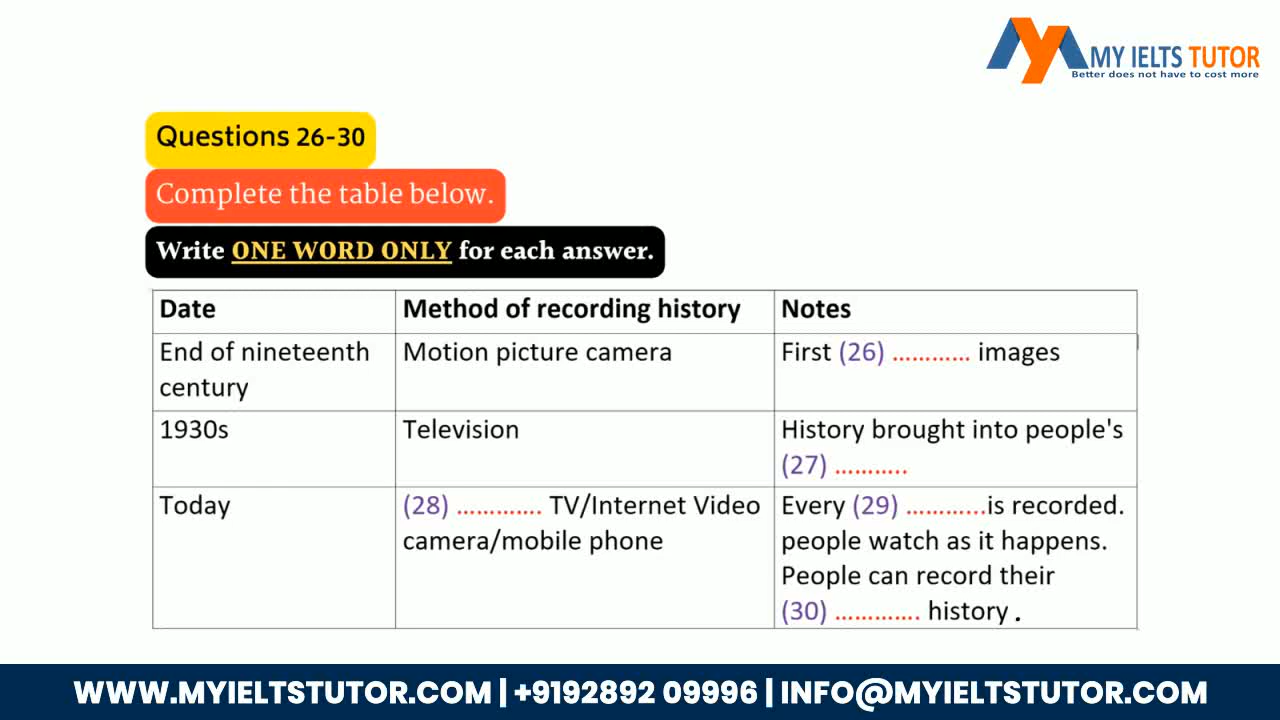 MY IELTS TUTOR
Better does not have to cost more
Questions 26-30
Complete the table below.
Write ONE WORD ONLY for each answer.
Date Method of recording history Notes
End of nineteenth century Motion picture camera First (26) ………… images
1930s Television History brought into people's (27) ………..
Today (28) …………. TV/Internet Video camera/mobile phone Every (29) …………..is recorded. people watch as it happens. People can record their (30) …………. history .
WWW.MYIELTSTUTOR.COM | +9192892 09996 | INFO@MYIELTSTUTOR.COM